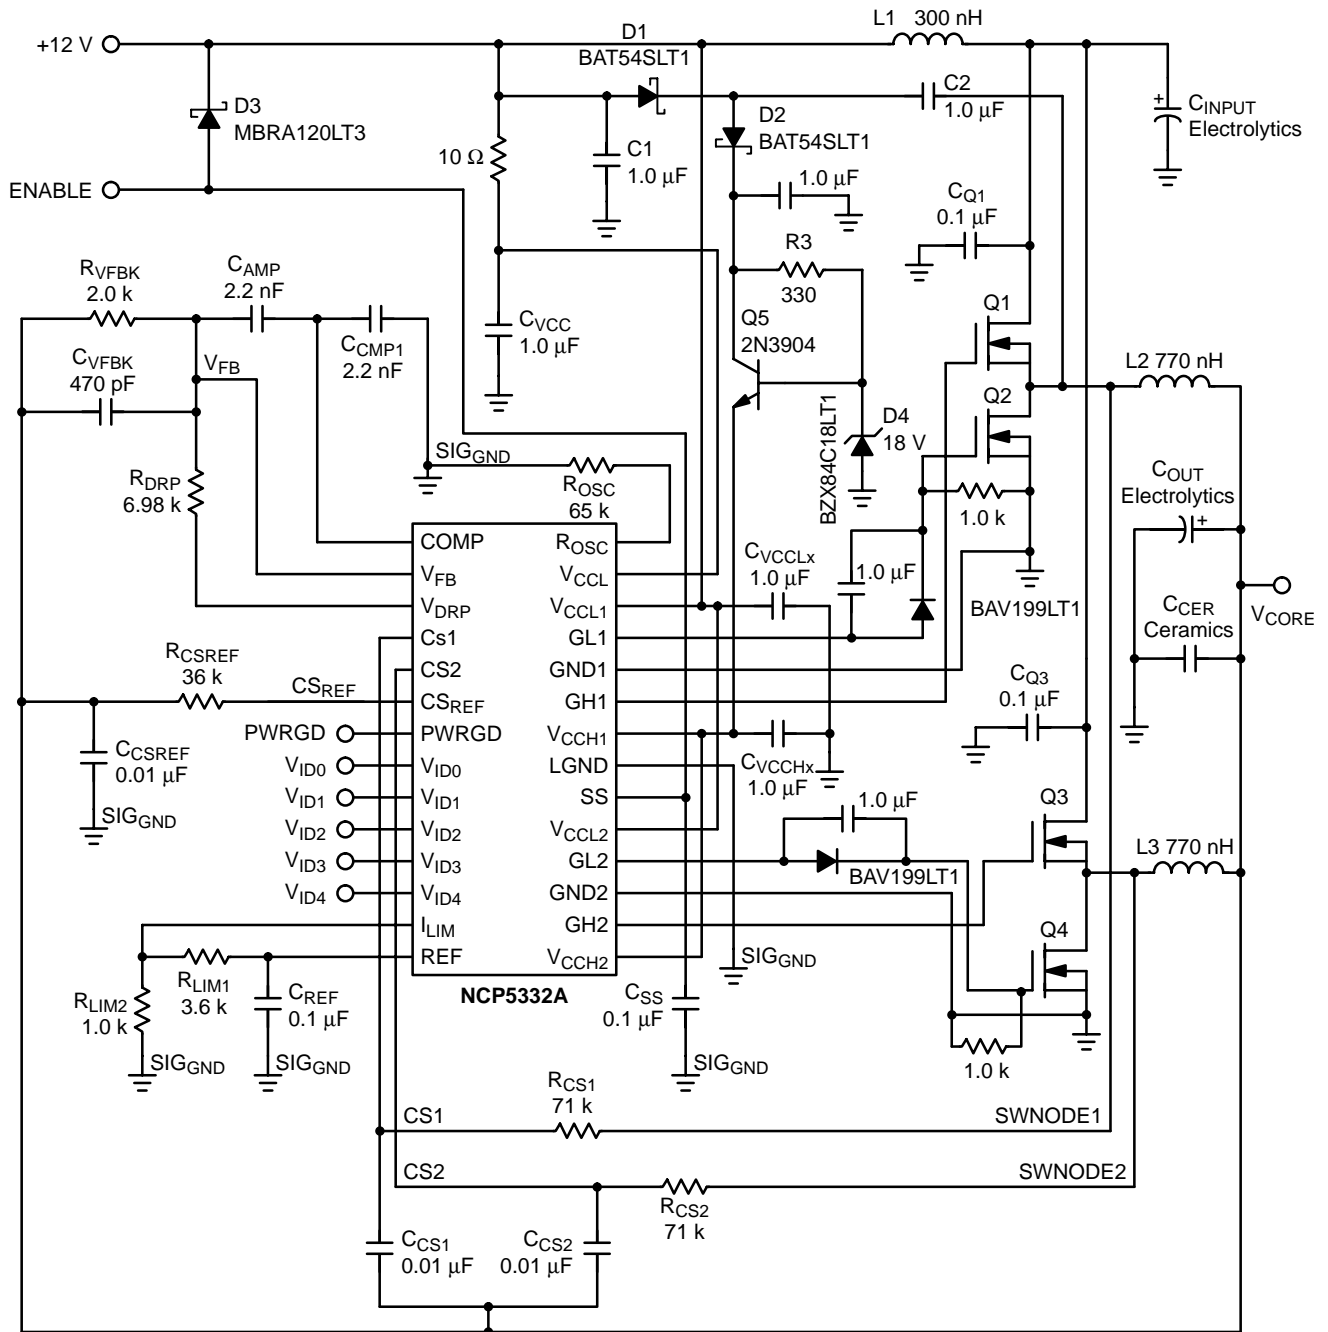 L1 300 nH
+12 V
D1
BAT54SLT1
C2
1.0 µF
D3
MBRA120LT3
D2
BAT54SLT1
CINPUT
Electrolytics
10 Ω
C1
1.0 µF
1.0 µF
ENABLE
CQ1
0.1 µF
RVFBK
2.0 k
CAMP
2.2 nF
R3
330
CVCC
1.0 µF
Q5
2N3904
Q1
CCMP1
2.2 nF
CVFBK
470 pF
VFB
L2 770 nH
Q2
D4
18 V
BZX84C18LT1
SIGGND
ROSC
65 k
RDRP
6.98 k
1.0 k
COUT
Electrolytics
COMP
VFB
VDRP
Cs1
CS2
CSREF
PWRGD
VID0
VID1
VID2
VID3
VID4
ILIM
REF
ROSC
VCCL
VCCL1
GL1
GND1
GH1
VCCH1
LGND
SS
VCCL2
GL2
GND2
GH2
VCCH2
NCP5332A
CVCCLx
1.0 µF
1.0 µF
BAV199LT1
CCER
Ceramics
VCORE
RCSREF
36 k
CSREF
CCSREF
0.01 µF
SIGGND
PWRGD
VID0
VID1
VID2
VID3
VID4
CQ3
0.1 µF
CVCCHx
1.0 µF
1.0 µF
BAV199LT1
Q3
L3 770 nH
Q4
SIGGND
RLIM1
3.6 k
RLIM2
1.0 k
CREF
0.1 µF
SIGGND
SIGGND
CSS
0.1 µF
SIGGND
1.0 k
CS1
RCS1
71 k
SWNODE1
CS2
RCS2
71 k
SWNODE2
CCS1
0.01 µF
CCS2
0.01 µF